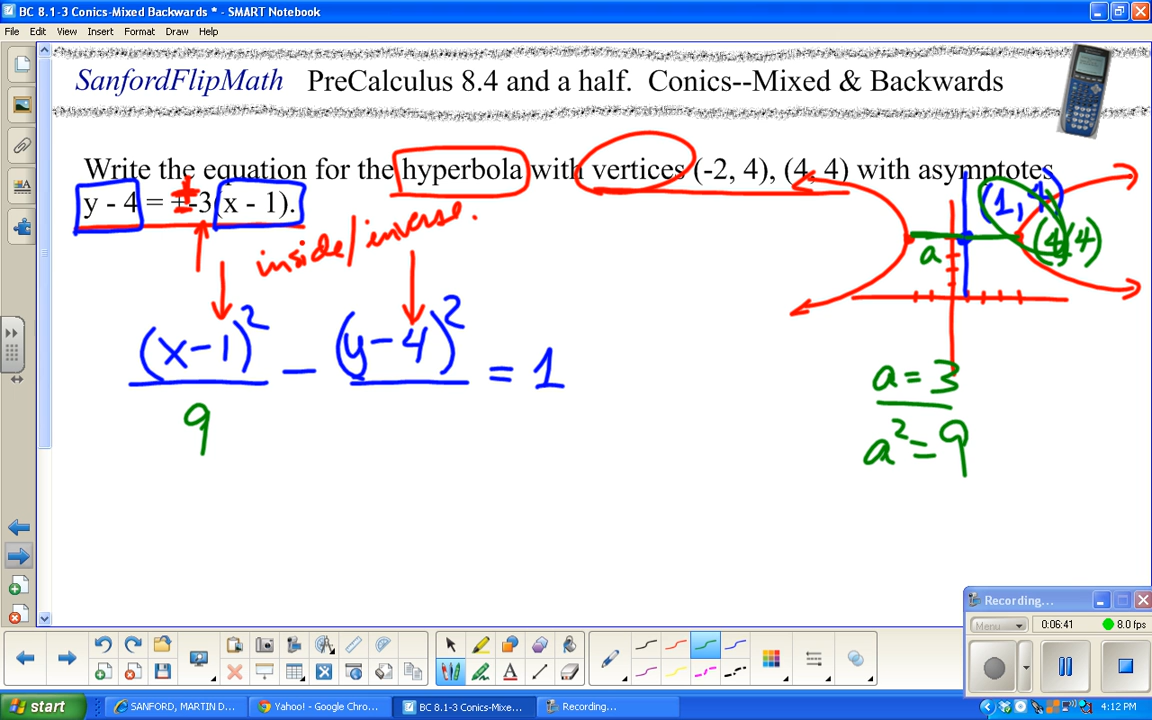 BC 8.1-3 Conics-Mixed Backwards * - SMART Notebook
File Edit View Insert Format Draw Help
SanfordFlipMath PreCalculus 8.4 and a half. Conics--Mixed & Backwards
Write the equation for the hyperbola with vertices (-2, 4), (4, 4) with asymptotes
y - 4 = ±3(x - 1).
inside/inverse.
(1, 4)
(4,4)
a
(x-1)² - (y-4)² = 1
9
a = 3
a² = 9
Recording...
Menu
0:06:41
8.0 fps
start
SANFORD, MARTIN D...
Yahoo! - Google Chro...
BC 8.1-3 Conics-Mixe...
Recording...
4:12 PM